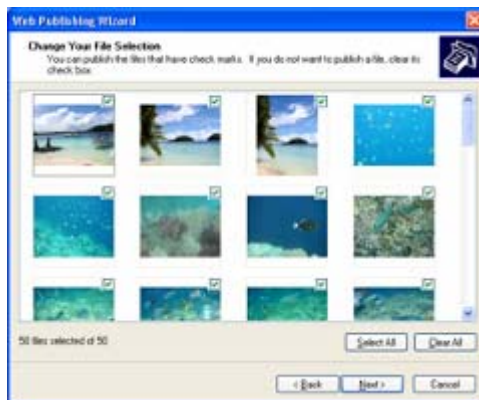 Web Publishing Wizard
Change Your File Selection
You can publish the files that have check marks. If you do not want to publish a file, clear its
check box.
50 files selected of 50
Select All
Clear All
< Back
Next >
Cancel